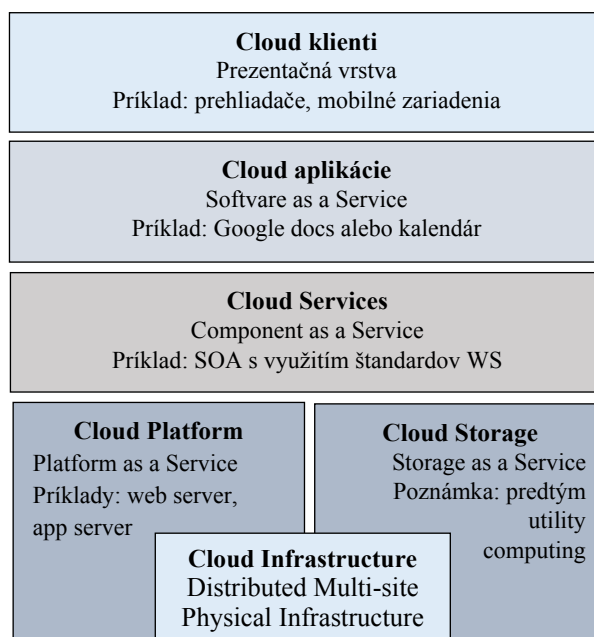 Cloud klienti
Prezentačná vrstva
Príklad: prehliadače, mobilné zariadenia
Cloud aplikácie
Software as a Service
Príklad: Google docs alebo kalendár
Cloud Services
Component as a Service
Príklad: SOA s využitím štandardov WS
Cloud Platform
Platform as a Service
Príklady: web server,
app server
Cloud Storage
Storage as a Service
Poznámka: predtým
utility
computing
Cloud Infrastructure
Distributed Multi-site
Physical Infrastructure